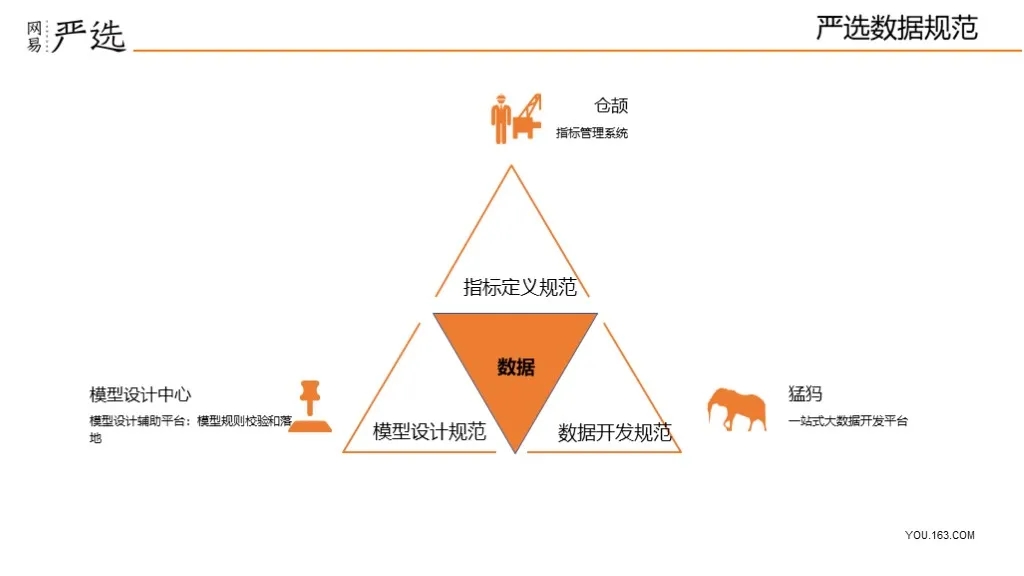 网易严选
严选数据规范
仓颉
指标管理系统
指标定义规范
数据
模型设计中心
模型设计辅助平台：模型规则校验和落
地
模型设计规范
数据开发规范
猛犸
一站式大数据开发平台
YOU.163.COM